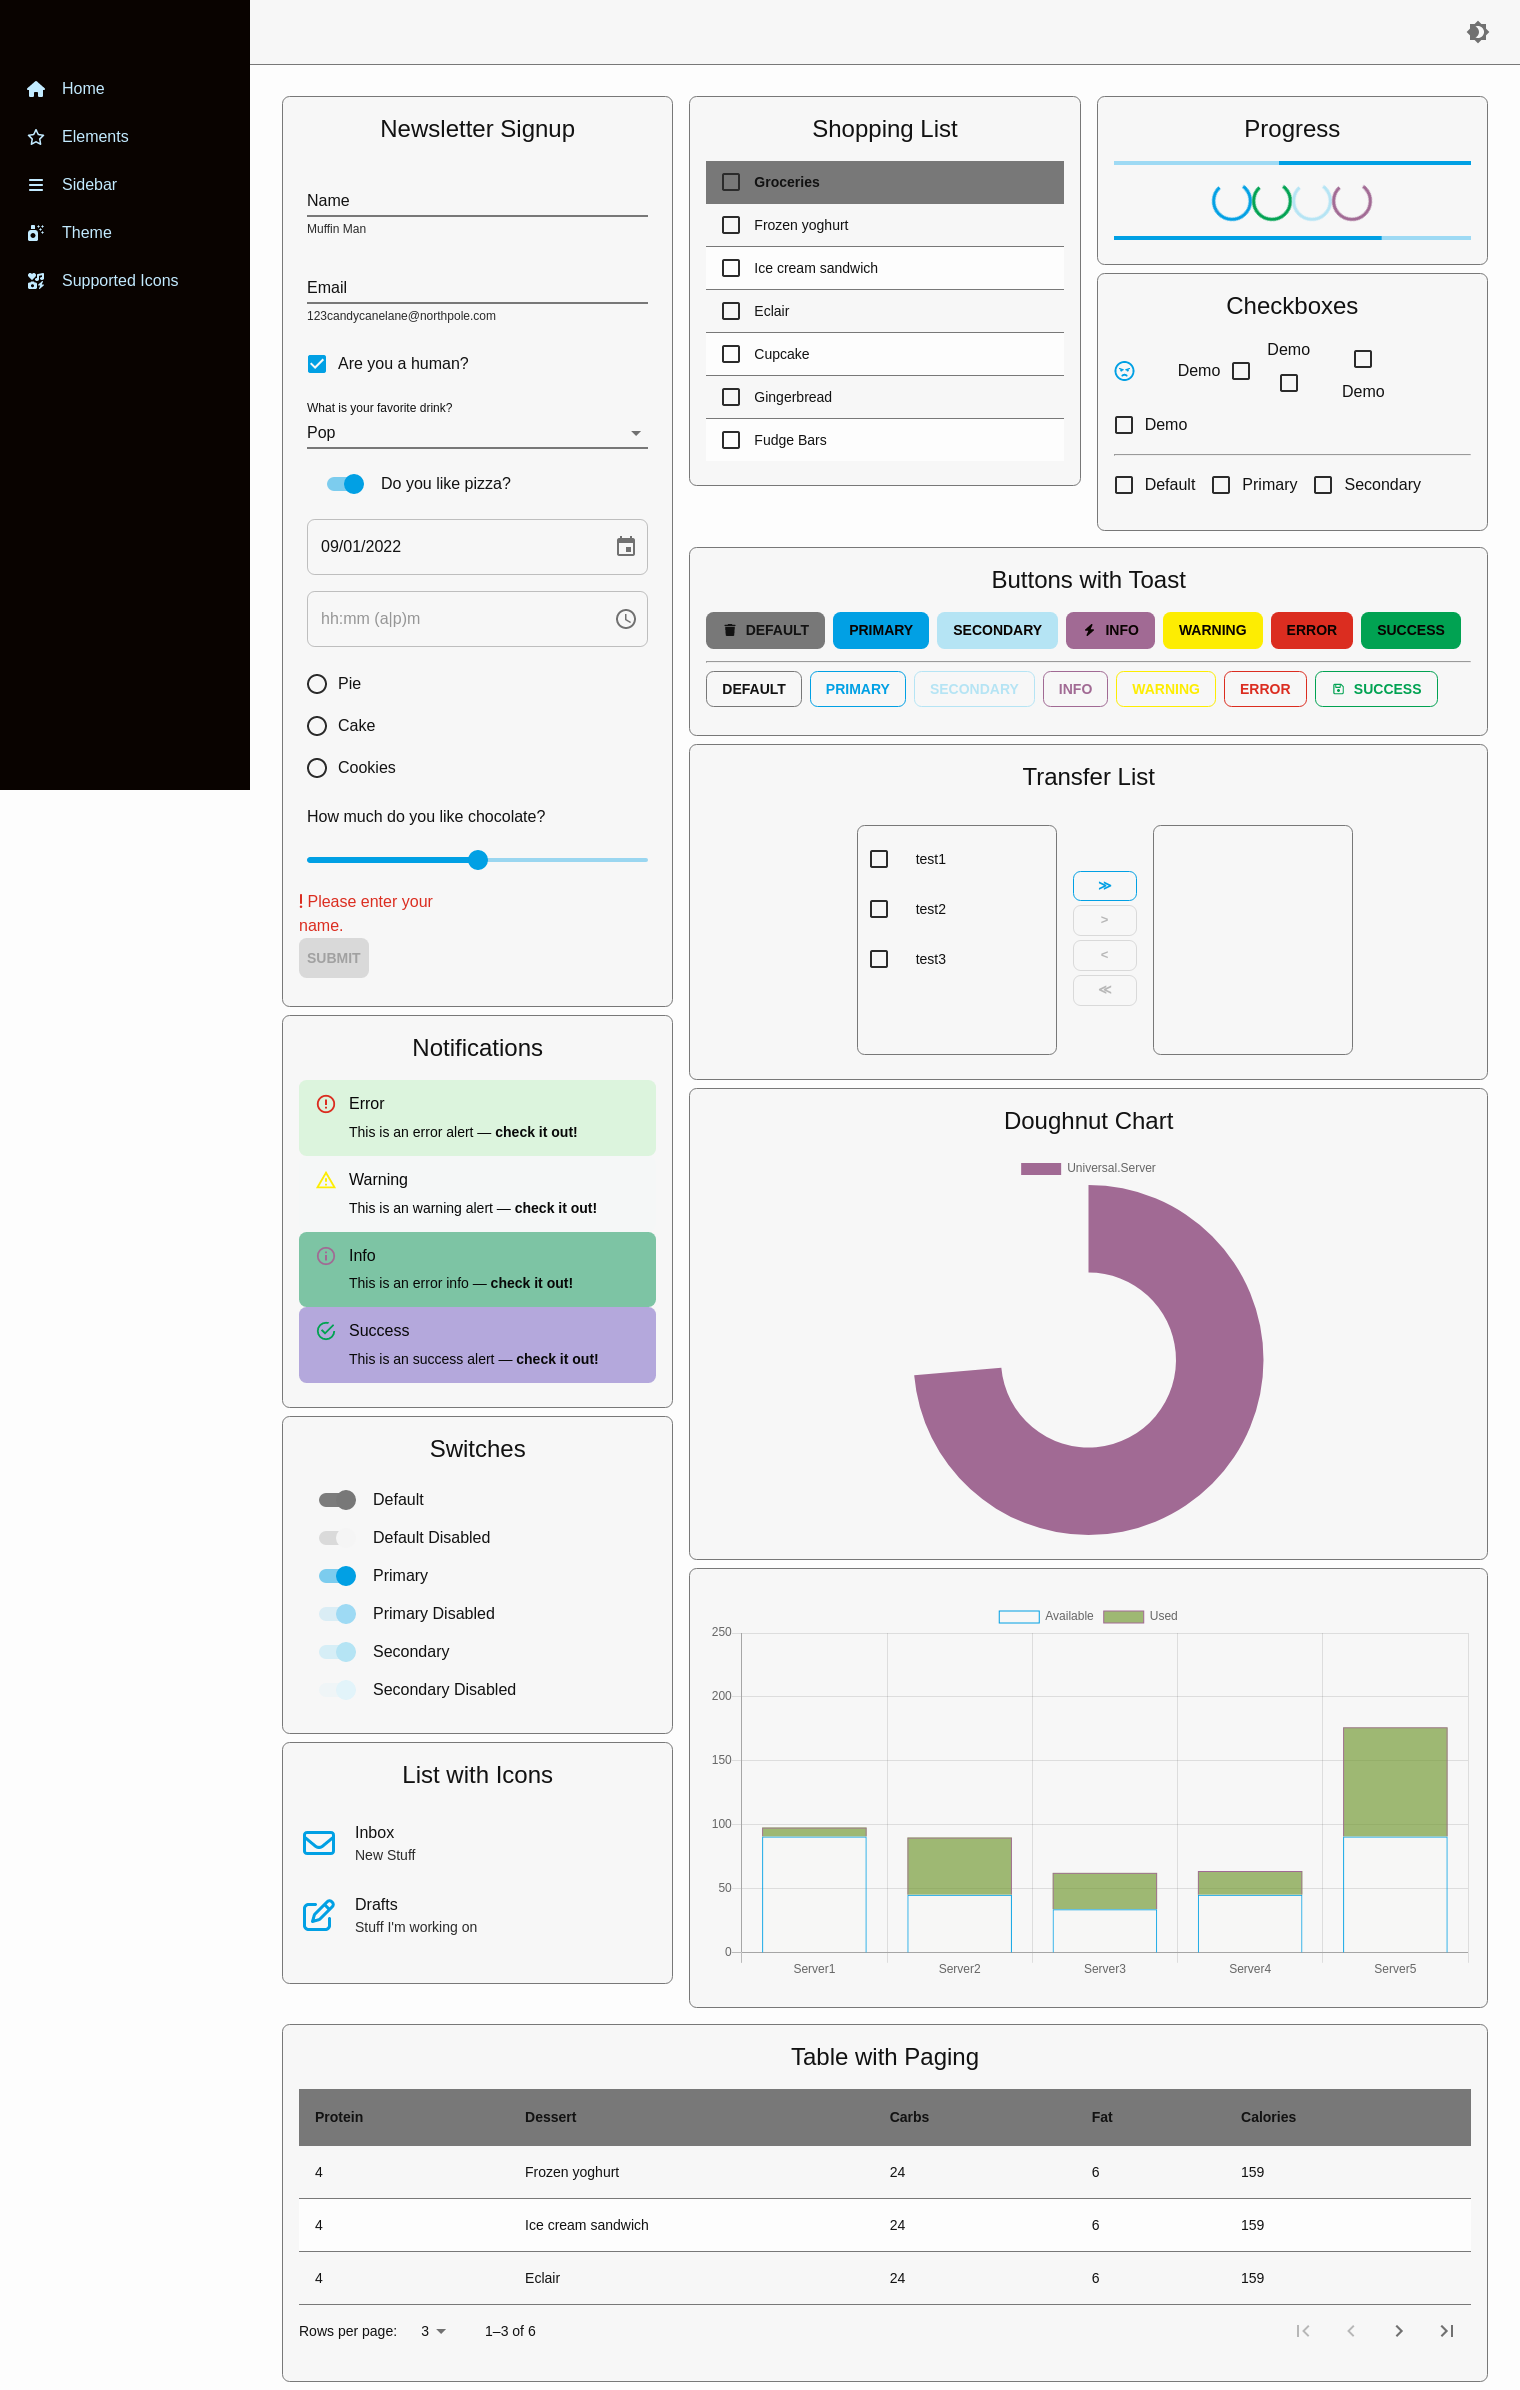 Home
Elements
Sidebar
Theme
Supported Icons
Newsletter Signup
Name
Muffin Man
Email
123candycanelane@northpole.com
Are you a human?
What is your favorite drink?
Pop
Do you like pizza?
09/01/2022
hh:mm (a|p)m
Pie
Cake
Cookies
How much do you like chocolate?
! Please enter your
name.
SUBMIT
Notifications
Error
This is an error alert — check it out!
Warning
This is an warning alert — check it out!
Info
This is an error info — check it out!
Success
This is an success alert — check it out!
Switches
Default
Default Disabled
Primary
Primary Disabled
Secondary
Secondary Disabled
List with Icons
Inbox
New Stuff
Drafts
Stuff I'm working on
Shopping List
Groceries
Frozen yoghurt
Ice cream sandwich
Eclair
Cupcake
Gingerbread
Fudge Bars
Progress
Checkboxes
Demo
Demo
Demo
Demo
Default Primary Secondary
Buttons with Toast
DEFAULT PRIMARY SECONDARY INFO WARNING ERROR SUCCESS
DEFAULT PRIMARY SECONDARY INFO WARNING ERROR SUCCESS
Transfer List
test1
test2
test3
≫
>
<
≪
Doughnut Chart
Universal.Server
Available Used
250
200
150
100
50
0
Server1 Server2 Server3 Server4 Server5
Table with Paging
Protein Dessert Carbs Fat Calories
4 Frozen yoghurt 24 6 159
4 Ice cream sandwich 24 6 159
4 Eclair 24 6 159
Rows per page: 3 1–3 of 6